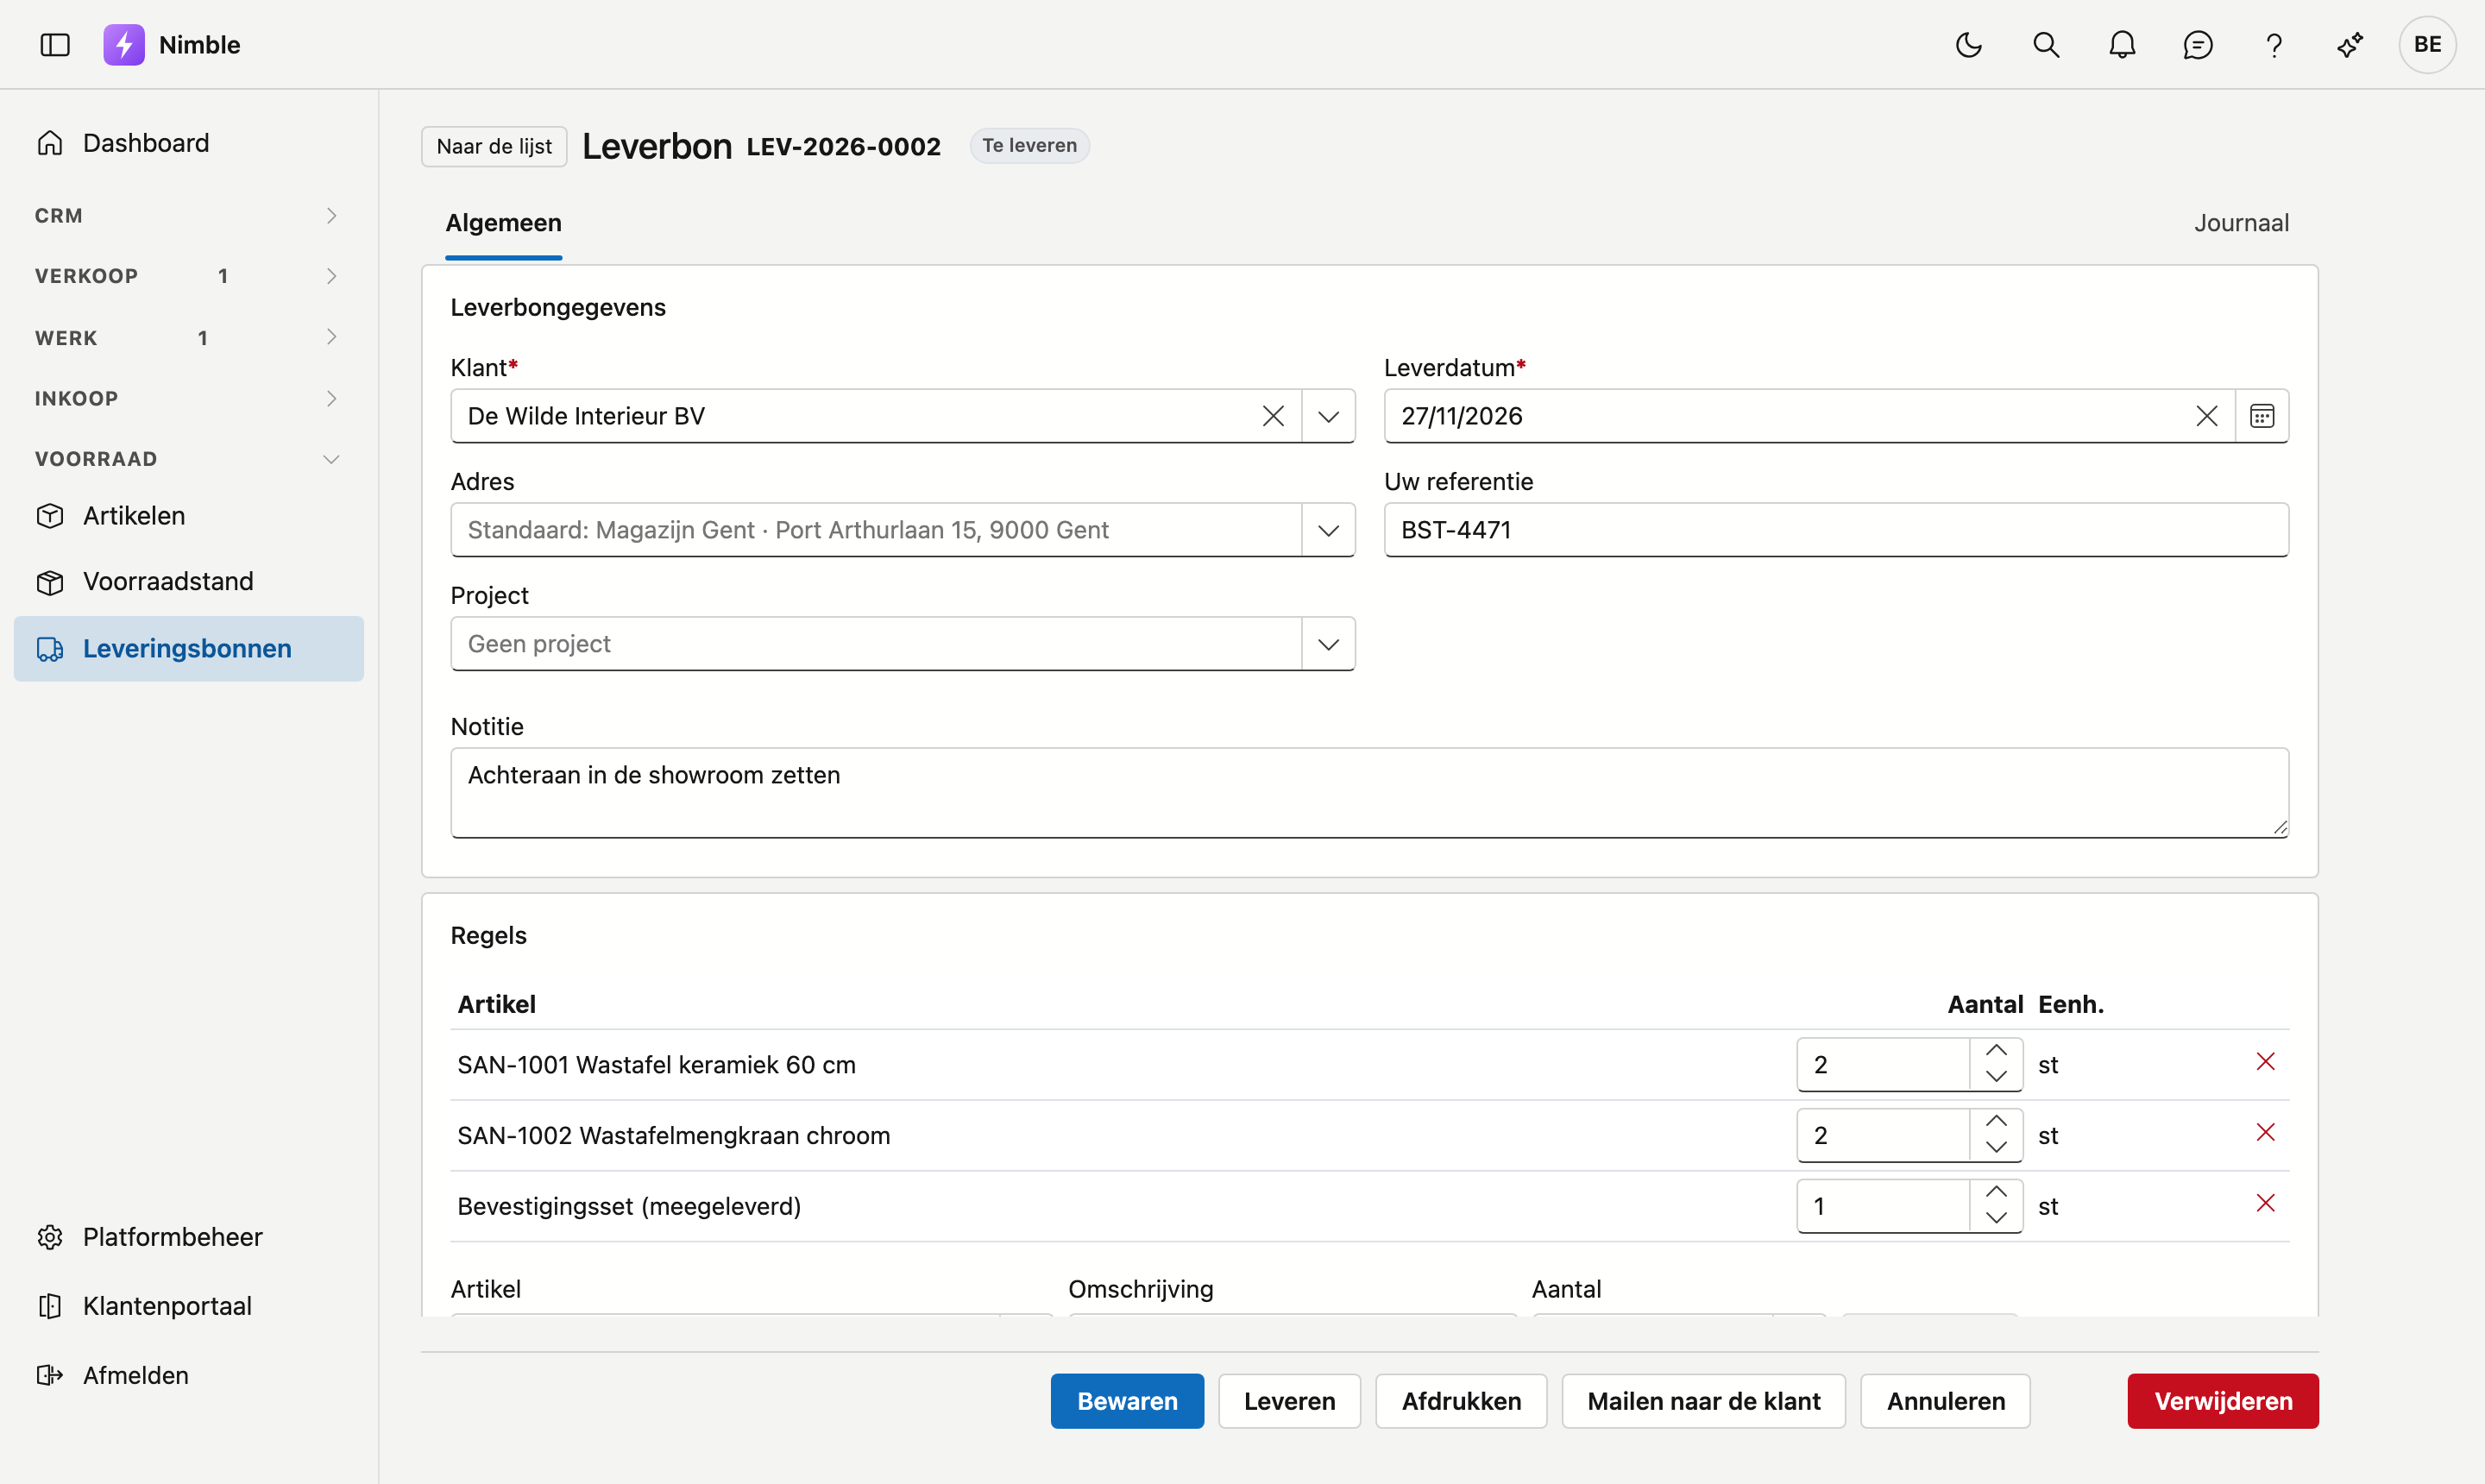 Nimble
BE
Dashboard
CRM
VERKOOP 1
WERK 1
INKOOP
VOORRAAD
Artikelen
Voorraadstand
Leveringsbonnen
Platformbeheer
Klantenportaal
Afmelden
Naar de lijst Leverbon LEV-2026-0002 Te leveren
Algemeen Journaal
Leverbongegevens
Klant* Leverdatum*
De Wilde Interieur BV 27/11/2026
Adres Uw referentie
Standaard: Magazijn Gent · Port Arthurlaan 15, 9000 Gent BST-4471
Project
Geen project
Notitie
Achteraan in de showroom zetten
Regels
Artikel Aantal Eenh.
SAN-1001 Wastafel keramiek 60 cm 2 st
SAN-1002 Wastafelmengkraan chroom 2 st
Bevestigingsset (meegeleverd) 1 st
Artikel Omschrijving Aantal
Bewaren Leveren Afdrukken Mailen naar de klant Annuleren Verwijderen